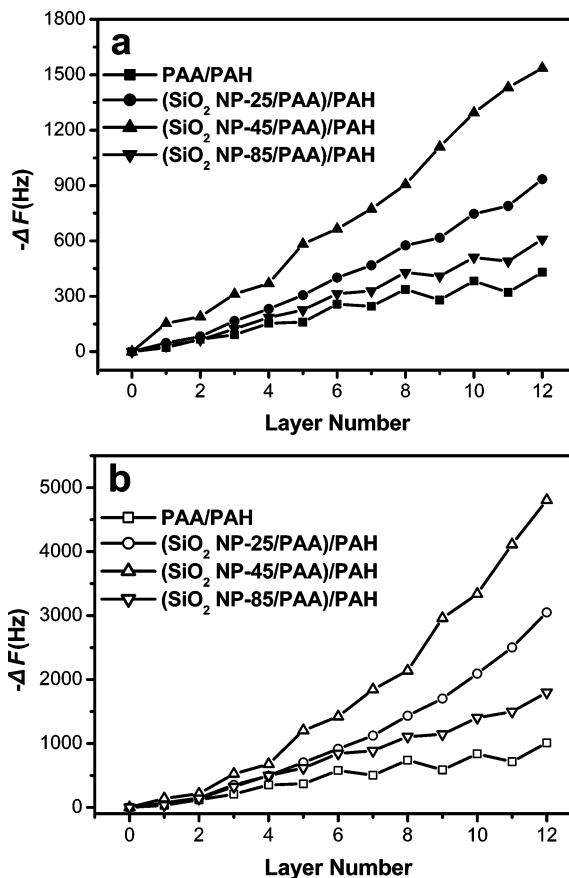 a
PAA/PAH
(SiO₂ NP-25/PAA)/PAH
(SiO₂ NP-45/PAA)/PAH
(SiO₂ NP-85/PAA)/PAH
1800
1500
1200
900
600
300
0
-ΔF(Hz)
0 2 4 6 8 10 12
Layer Number
b
PAA/PAH
(SiO₂ NP-25/PAA)/PAH
(SiO₂ NP-45/PAA)/PAH
(SiO₂ NP-85/PAA)/PAH
5000
4000
3000
2000
1000
0
-ΔF(Hz)
0 2 4 6 8 10 12
Layer Number